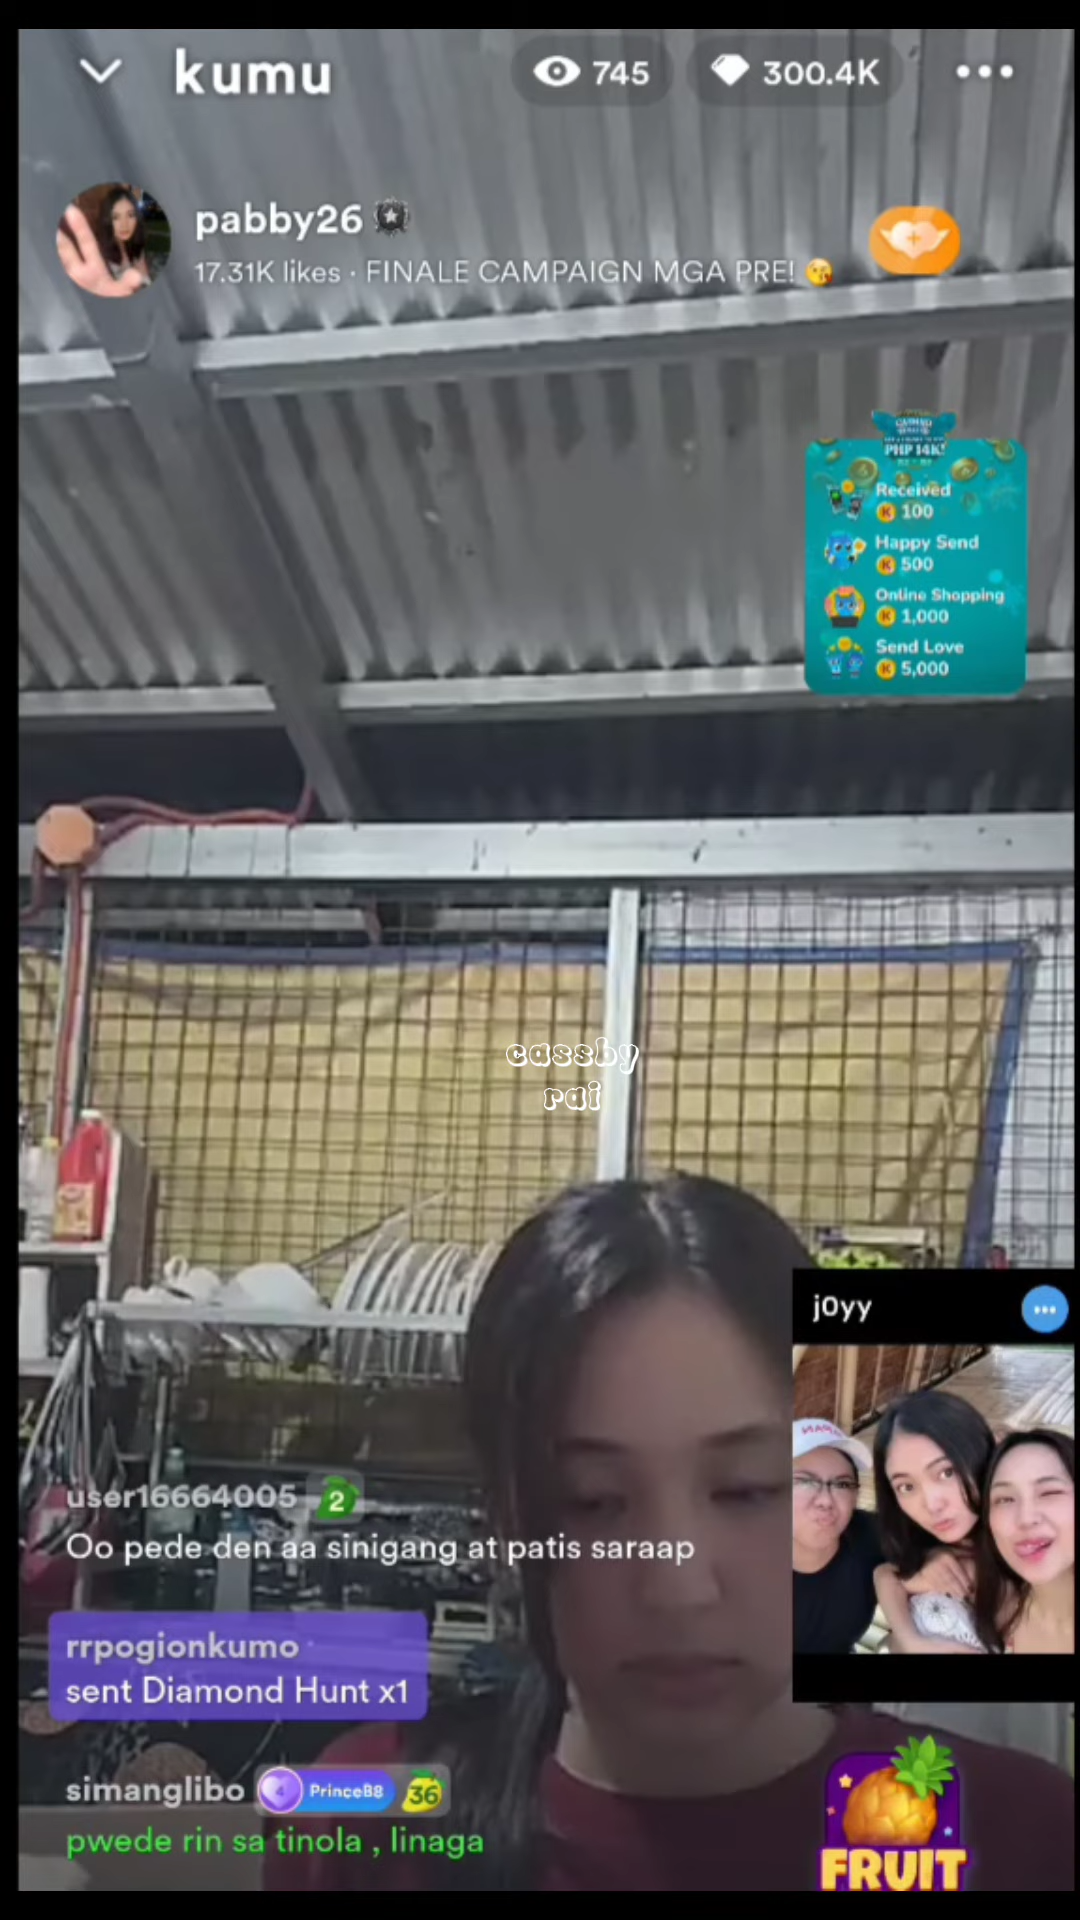 kumu
745
300.4K
pabby26
17.31K likes · FINALE CAMPAIGN MGA PRE! 😘
PHP 14K!
Received
K 100
Happy Send
K 500
Online Shopping
K 1,000
Send Love
K 5,000
cassby
rai
j0yy
user16664005 2
Oo pede den aa sinigang at patis saraap
rrpogionkumo
sent Diamond Hunt x1
simanglibo 4 PrinceB8 36
pwede rin sa tinola , linaga
FRUIT